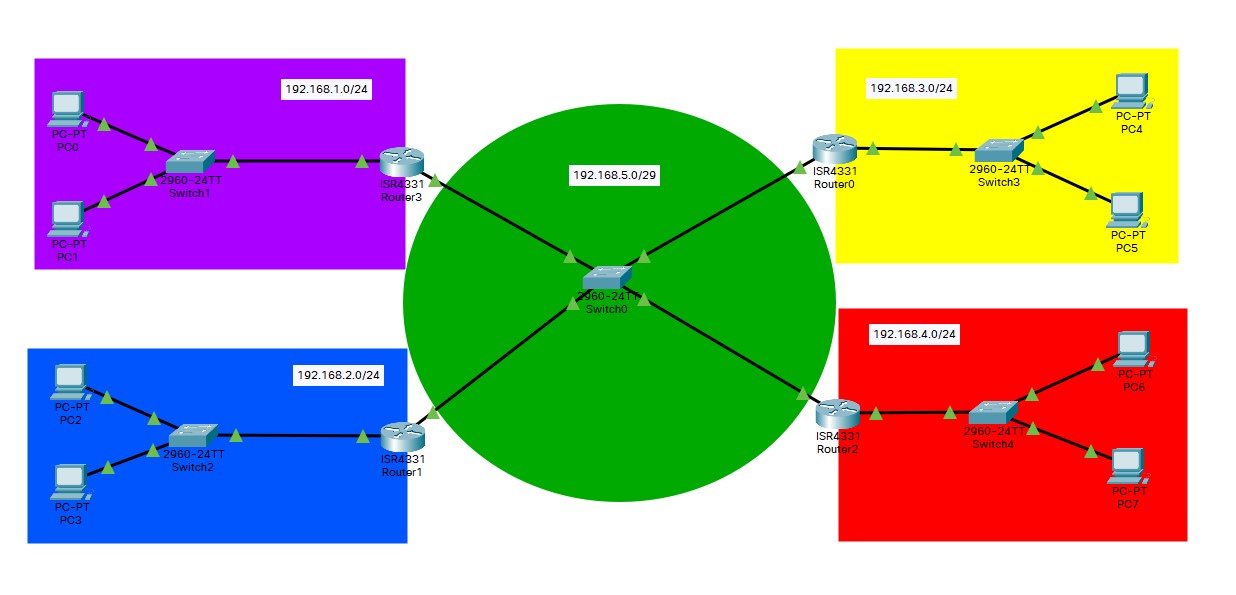 192.168.1.0/24
PC-PT
PC0
PC-PT
PC1
2960-24TT
Switch1
ISR4331
Router3
192.168.5.0/29
2960-24TT
Switch0
192.168.3.0/24
ISR4331
Router0
2960-24TT
Switch3
PC-PT
PC4
PC-PT
PC5
192.168.2.0/24
PC-PT
PC2
PC-PT
PC3
2960-24TT
Switch2
ISR4331
Router1
192.168.4.0/24
ISR4331
Router2
2960-24TT
Switch4
PC-PT
PC6
PC-PT
PC7